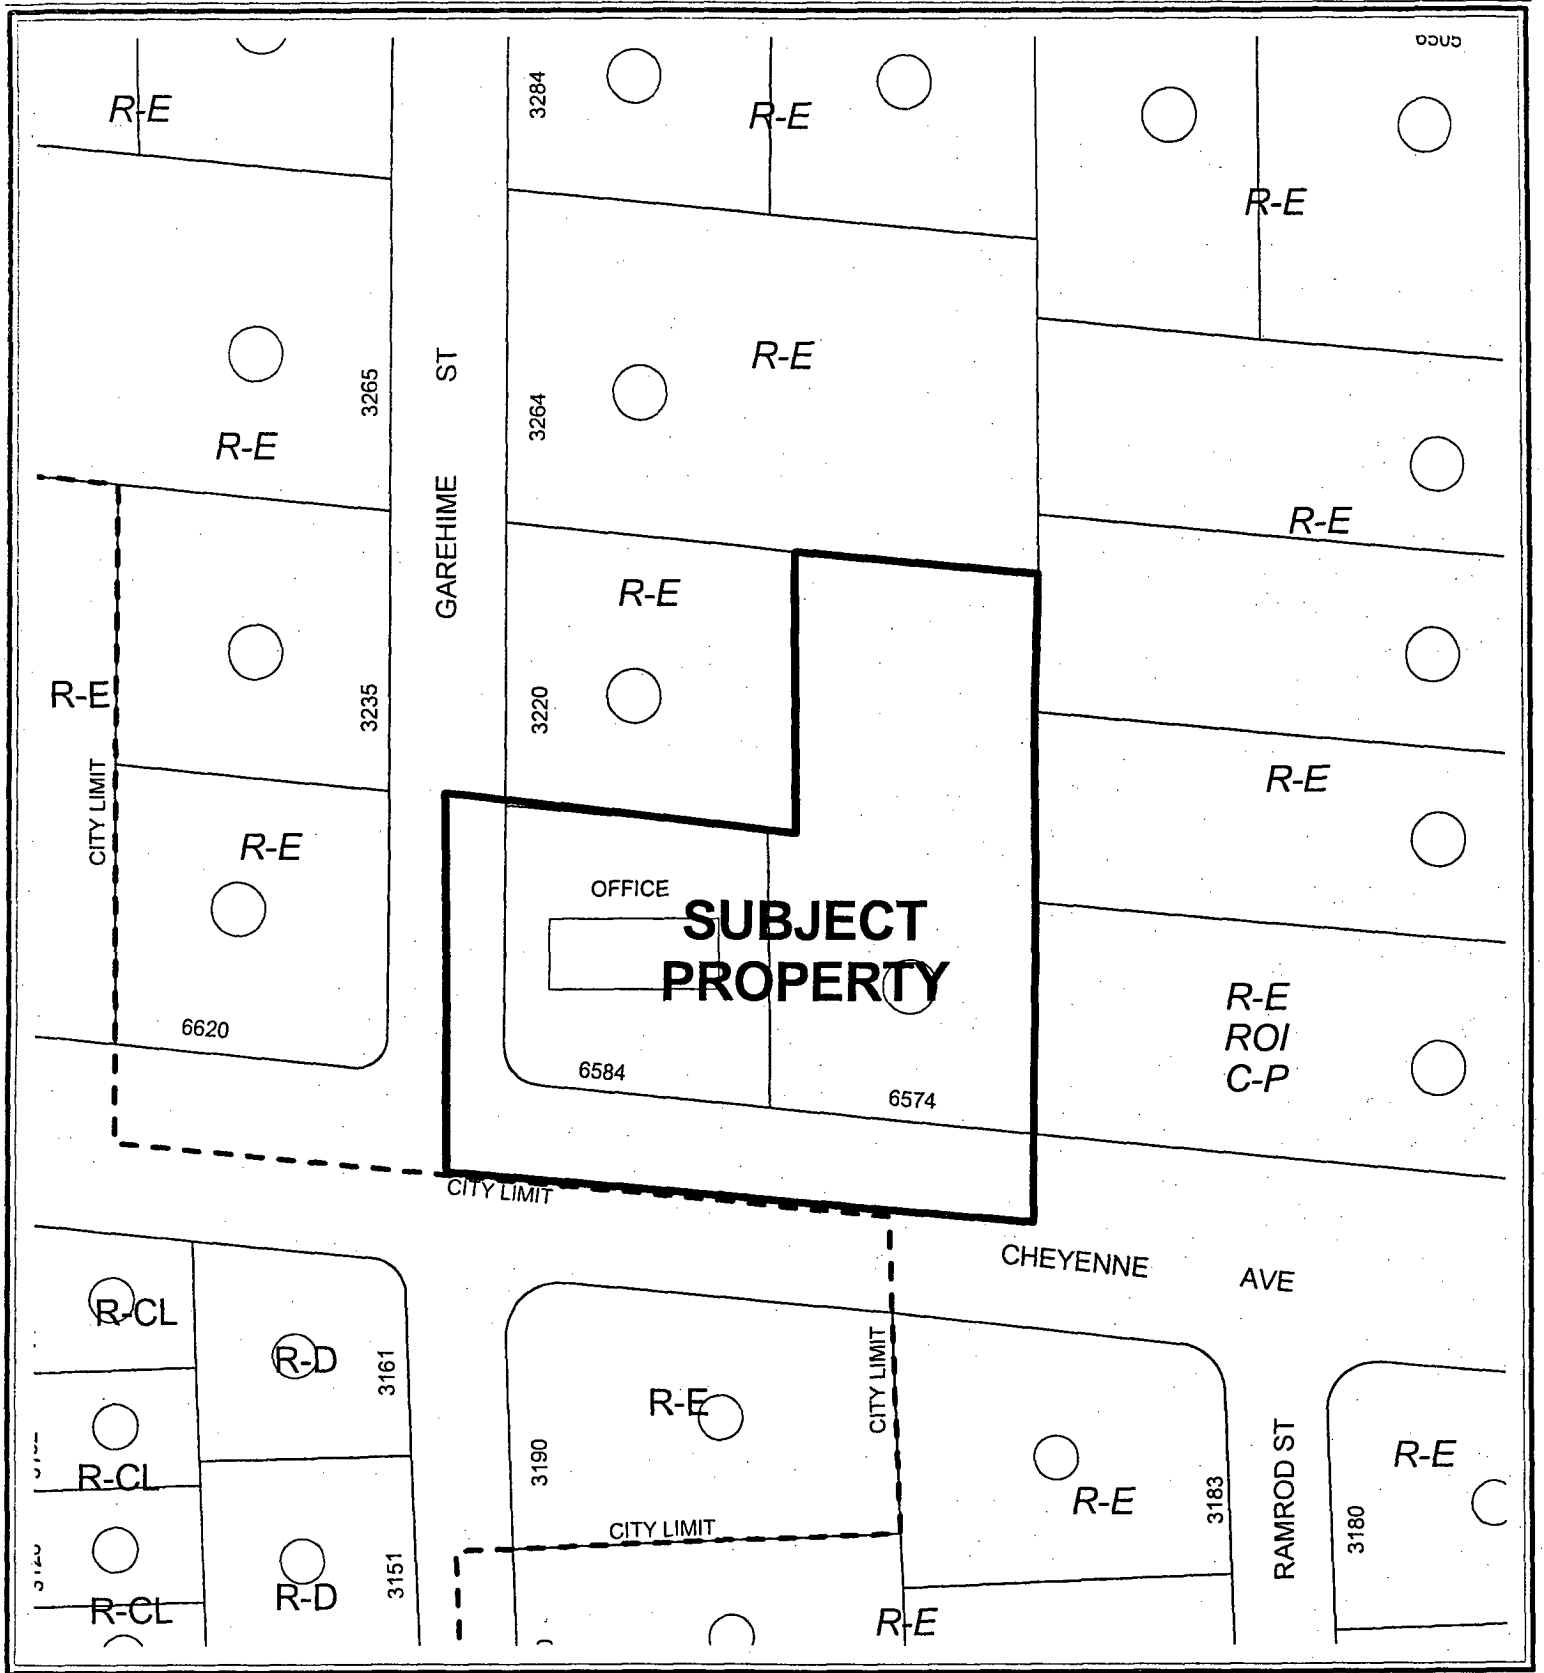 6505
R-E
3284
R-E
R-E
3265
ST
3264
R-E
R-E
GAREHIME
R-E
R-E
R-E
3235
3220
R-E
CITY LIMIT
R-E
OFFICE
SUBJECT
PROPERTY
R-E
ROI
C-P
6620
6584
6574
CITY LIMIT
CHEYENNE AVE
R-CL
R-D
3161
R-E
CITY LIMIT
RAMROD ST
R-E
R-CL
3190
R-E
3183
3180
CITY LIMIT
R-CL
R-D
3151
R-E